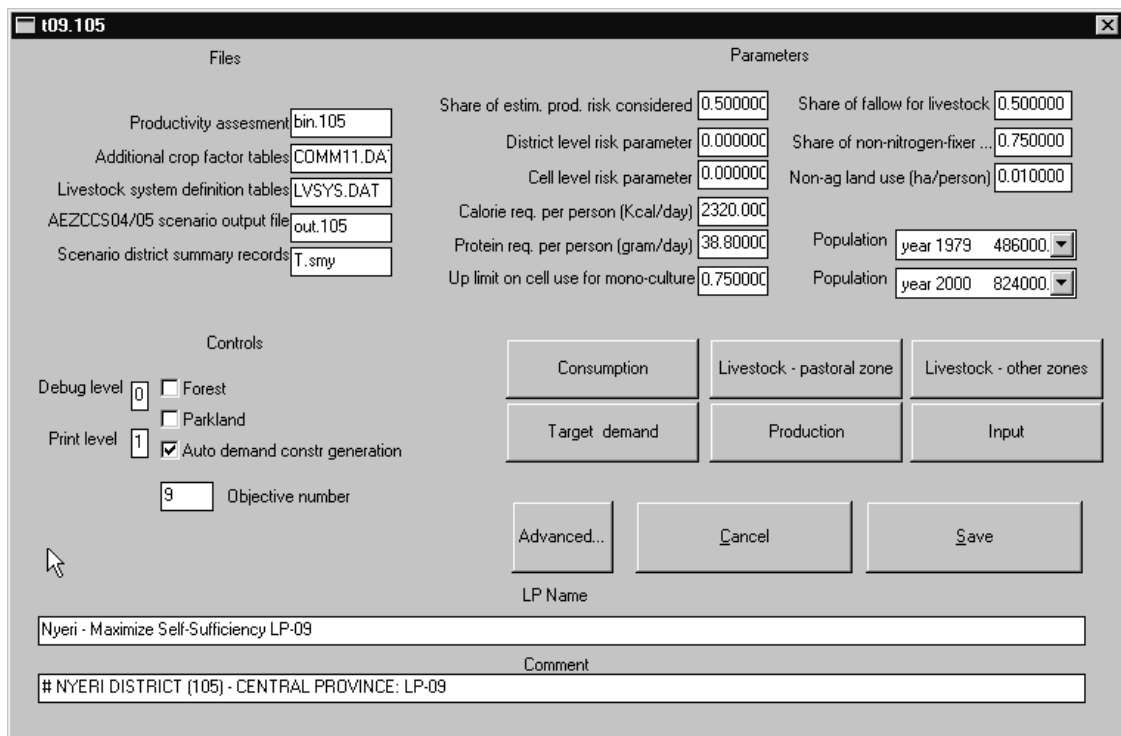 t09.105
Files
Parameters
Productivity assesment bin.105
Additional crop factor tables COMM11.DAT
Livestock system definition tables LVSYS.DAT
AEZCCS04/05 scenario output file out.105
Scenario district summary records T.smy
Share of estim. prod. risk considered 0.500000
District level risk parameter 0.000000
Cell level risk parameter 0.000000
Calorie req. per person (Kcal/day) 2320.000
Protein req. per person (gram/day) 38.80000
Up limit on cell use for mono-culture 0.750000
Share of fallow for livestock 0.500000
Share of non-nitrogen-fixer ... 0.750000
Non-ag land use (ha/person) 0.010000
Population year 1979 486000.
Population year 2000 824000.
Controls
Debug level 0
Print level 1
Forest
Parkland
Auto demand constr generation
9 Objective number
Consumption
Livestock - pastoral zone
Livestock - other zones
Target demand
Production
Input
Advanced...
Cancel
Save
LP Name
Nyeri - Maximize Self-Sufficiency LP-09
Comment
# NYERI DISTRICT (105) - CENTRAL PROVINCE: LP-09